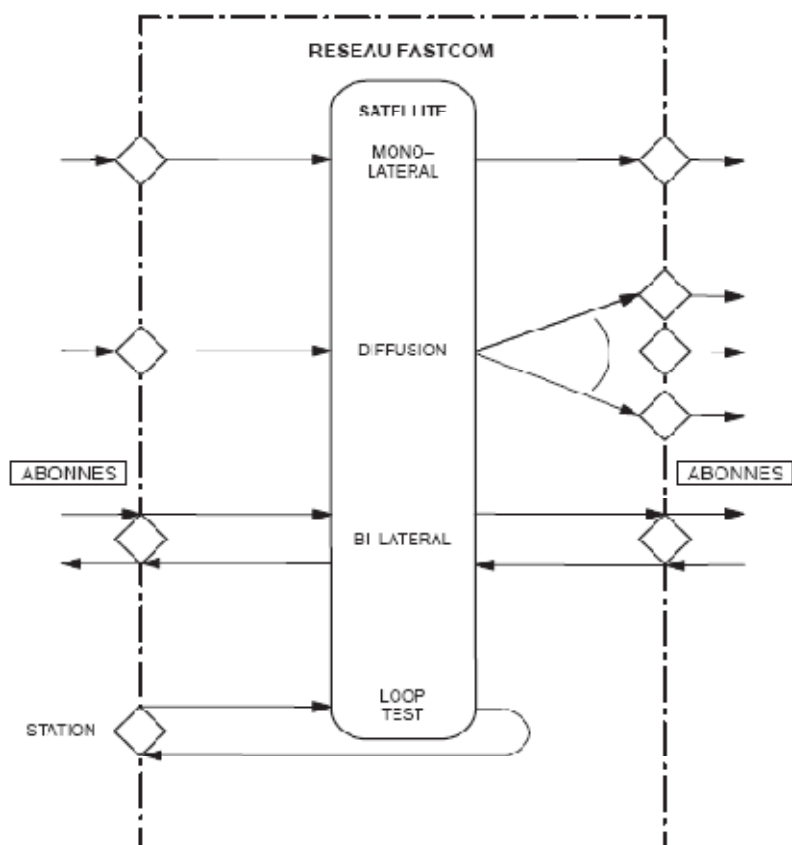 RESEAU FASTCOM
SATELLITE
MONO–
LATERAL
DIFFUSION
ABONNES
ABONNES
BI LATERAL
LOOP
TEST
STATION